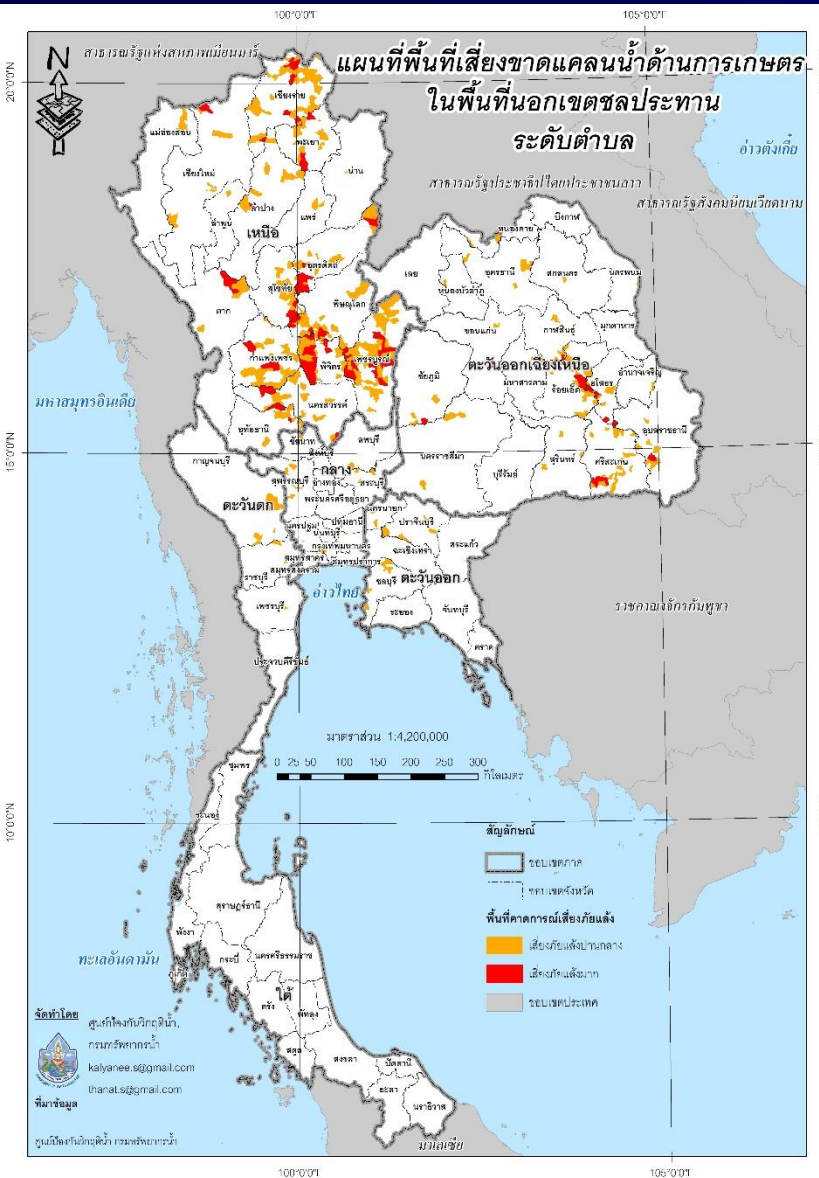 100°0'0"E
105°0'0"E
N
สาธารณรัฐแห่งสหภาพเมียนมาร์
แผนที่พื้นที่เสี่ยงขาดแคลนน้ำด้านการเกษตร
ในพื้นที่นอกเขตชลประทาน
ระดับตำบล
20°0'0"N
อ่าวตังเกี๋ย
สาธารณรัฐประชาธิปไตยประชาชนลาว
สาธารณรัฐสังคมนิยมเวียดนาม
เชียงราย
แม่ฮ่องสอน
พะเยา
เชียงใหม่
น่าน
ลำปาง
ลำพูน
แพร่
เหนือ
บึงกาฬ
หนองคาย
เลย
อุดรธานี
สกลนคร
นครพนม
หนองบัวลำภู
อุตรดิตถ์
สุโขทัย
ตาก
พิษณุโลก
ขอนแก่น
กาฬสินธุ์
มุกดาหาร
กำแพงเพชร
พิจิตร
เพชรบูรณ์
ชัยภูมิ
ตะวันออกเฉียงเหนือ
มหาสารคาม
ร้อยเอ็ด
ยโสธร
อำนาจเจริญ
มหาสมุทรอินเดีย
นครสวรรค์
อุทัยธานี
อุบลราชธานี
15°0'0"N
ชัยนาท
ลพบุรี
สิงห์บุรี
กาญจนบุรี
นครราชสีมา
บุรีรัมย์
สุรินทร์
ศรีสะเกษ
กลาง
สุพรรณบุรี
อ่างทอง
สระบุรี
พระนครศรีอยุธยา
ตะวันตก
นครนายก
ปราจีนบุรี
นครปฐม
ปทุมธานี
นนทบุรี
กรุงเทพมหานคร
ฉะเชิงเทรา
สระแก้ว
สมุทรสาคร
สมุทรปราการ
สมุทรสงคราม
ราชบุรี
ชลบุรี
ตะวันออก
อ่าวไทย
เพชรบุรี
ระยอง
จันทบุรี
ตราด
ราชอาณาจักรกัมพูชา
ประจวบคีรีขันธ์
มาตราส่วน 1:4,200,000
0 25 50 100 150 200 250 300
กิโลเมตร
ชุมพร
ระนอง
10°0'0"N
สัญลักษณ์
ขอบเขตภาค
ขอบเขตจังหวัด
พื้นที่คาดการณ์เสี่ยงภัยแล้ง
เสี่ยงภัยแล้งปานกลาง
เสี่ยงภัยแล้งมาก
ขอบเขตประเทศ
สุราษฎร์ธานี
พังงา
ทะเลอันดามัน
กระบี่
นครศรีธรรมราช
ภูเก็ต
ใต้
ตรัง
พัทลุง
สตูล
สงขลา
ปัตตานี
ยะลา
นราธิวาส
มาเลเซีย
จัดทำโดย
ศูนย์ป้องกันวิกฤติน้ำ,
กรมทรัพยากรน้ำ
kalyanee.s@gmail.com
thanat.s@gmail.com
ที่มาข้อมูล
ศูนย์ป้องกันวิกฤติน้ำ กรมทรัพยากรน้ำ
100°0'0"E
105°0'0"E